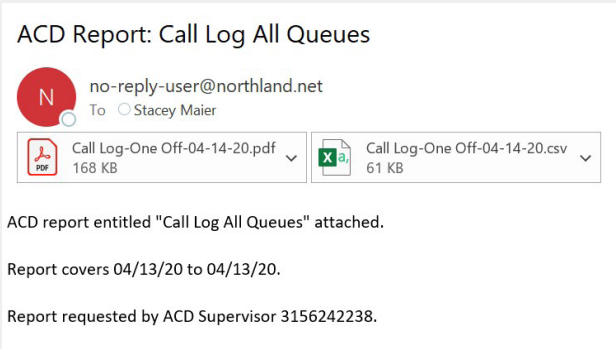 ACD Report: Call Log All Queues
N
no-reply-user@northland.net
To Stacey Maier
PDF
Call Log-One Off-04-14-20.pdf
168 KB
X a,
Call Log-One Off-04-14-20.csv
61 KB
ACD report entitled "Call Log All Queues" attached.
Report covers 04/13/20 to 04/13/20.
Report requested by ACD Supervisor 3156242238.